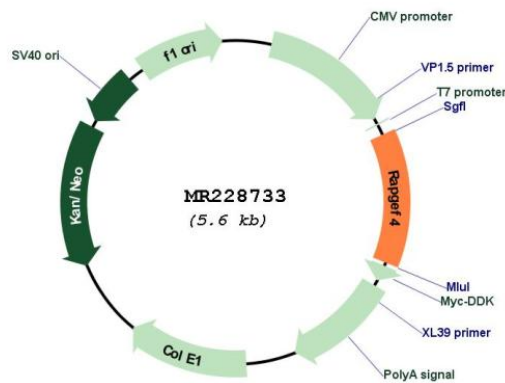 CMV promoter
VP1.5 primer
T7 promoter
SgfI
Rapgef 4
MluI
Myc-DDK
XL39 primer
PolyA signal
Col E1
Kan/ Neo
SV40 ori
f1 ori
MR228733
(5.6 kb)